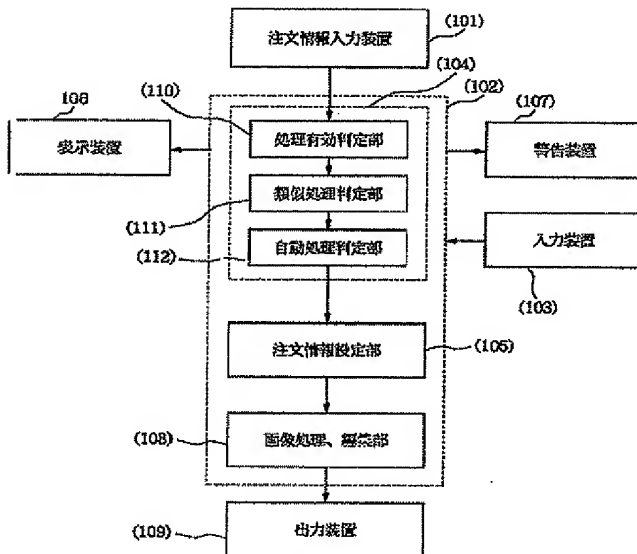 (101)
注文情報入力装置
(104)
(102)
(110)
106
(107)
処理有効判定部
表示装置
警告装置
類似処理判定部
(111)
自動処理判定部
入力装置
(112)
(103)
注文情報設定部
(105)
画像処理、編集部
(108)
出力装置
(109)